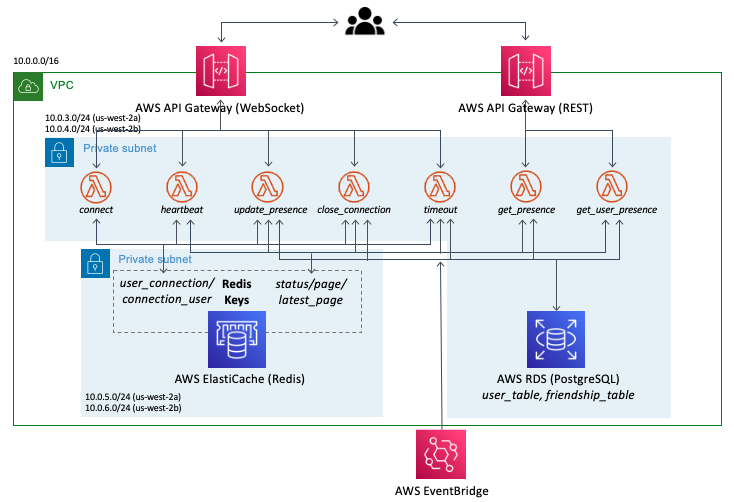 10.0.0.0/16
VPC
AWS API Gateway (WebSocket)
AWS API Gateway (REST)
10.0.3.0/24 (us-west-2a)
10.0.4.0/24 (us-west-2b)
Private subnet
connect
heartbeat
update_presence
close_connection
timeout
get_presence
get_user_presence
Private subnet
user_connection/
connection_user
Redis
Keys
status/page/
latest_page
AWS ElastiCache (Redis)
AWS RDS (PostgreSQL)
user_table, friendship_table
10.0.5.0/24 (us-west-2a)
10.0.6.0/24 (us-west-2b)
AWS EventBridge